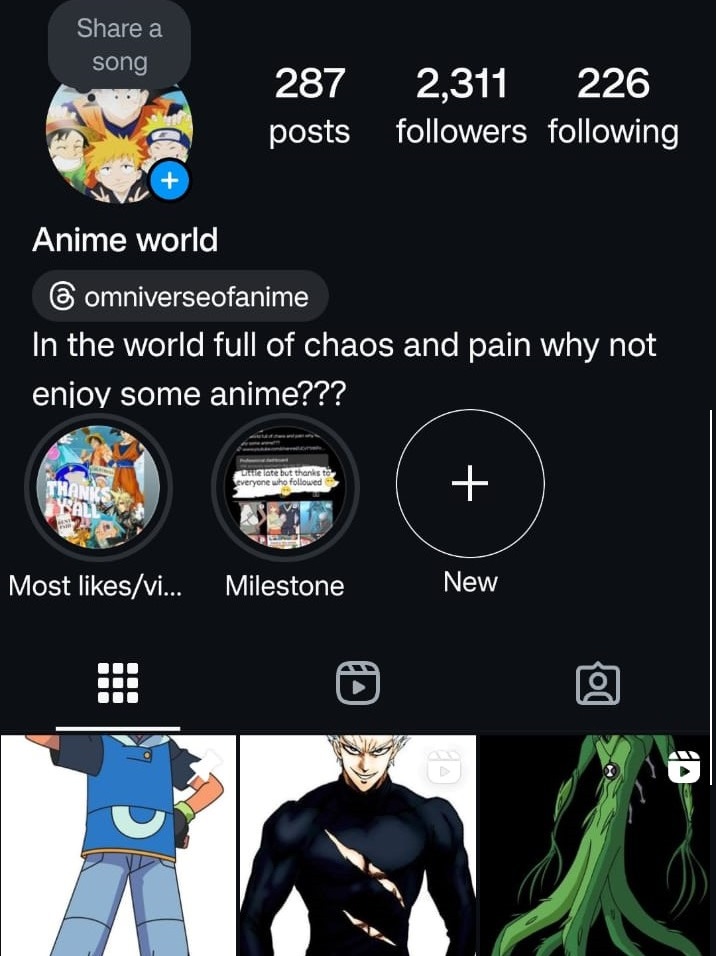 Share a
song
287
2,311
226
posts
followers
following
Anime world
omniverseofanime
In the world full of chaos and pain why not
enjoy some anime???
THANKS
ALL
Professional dashboard
Little late but thanks to
everyone who followed
Most likes/vi...
Milestone
New